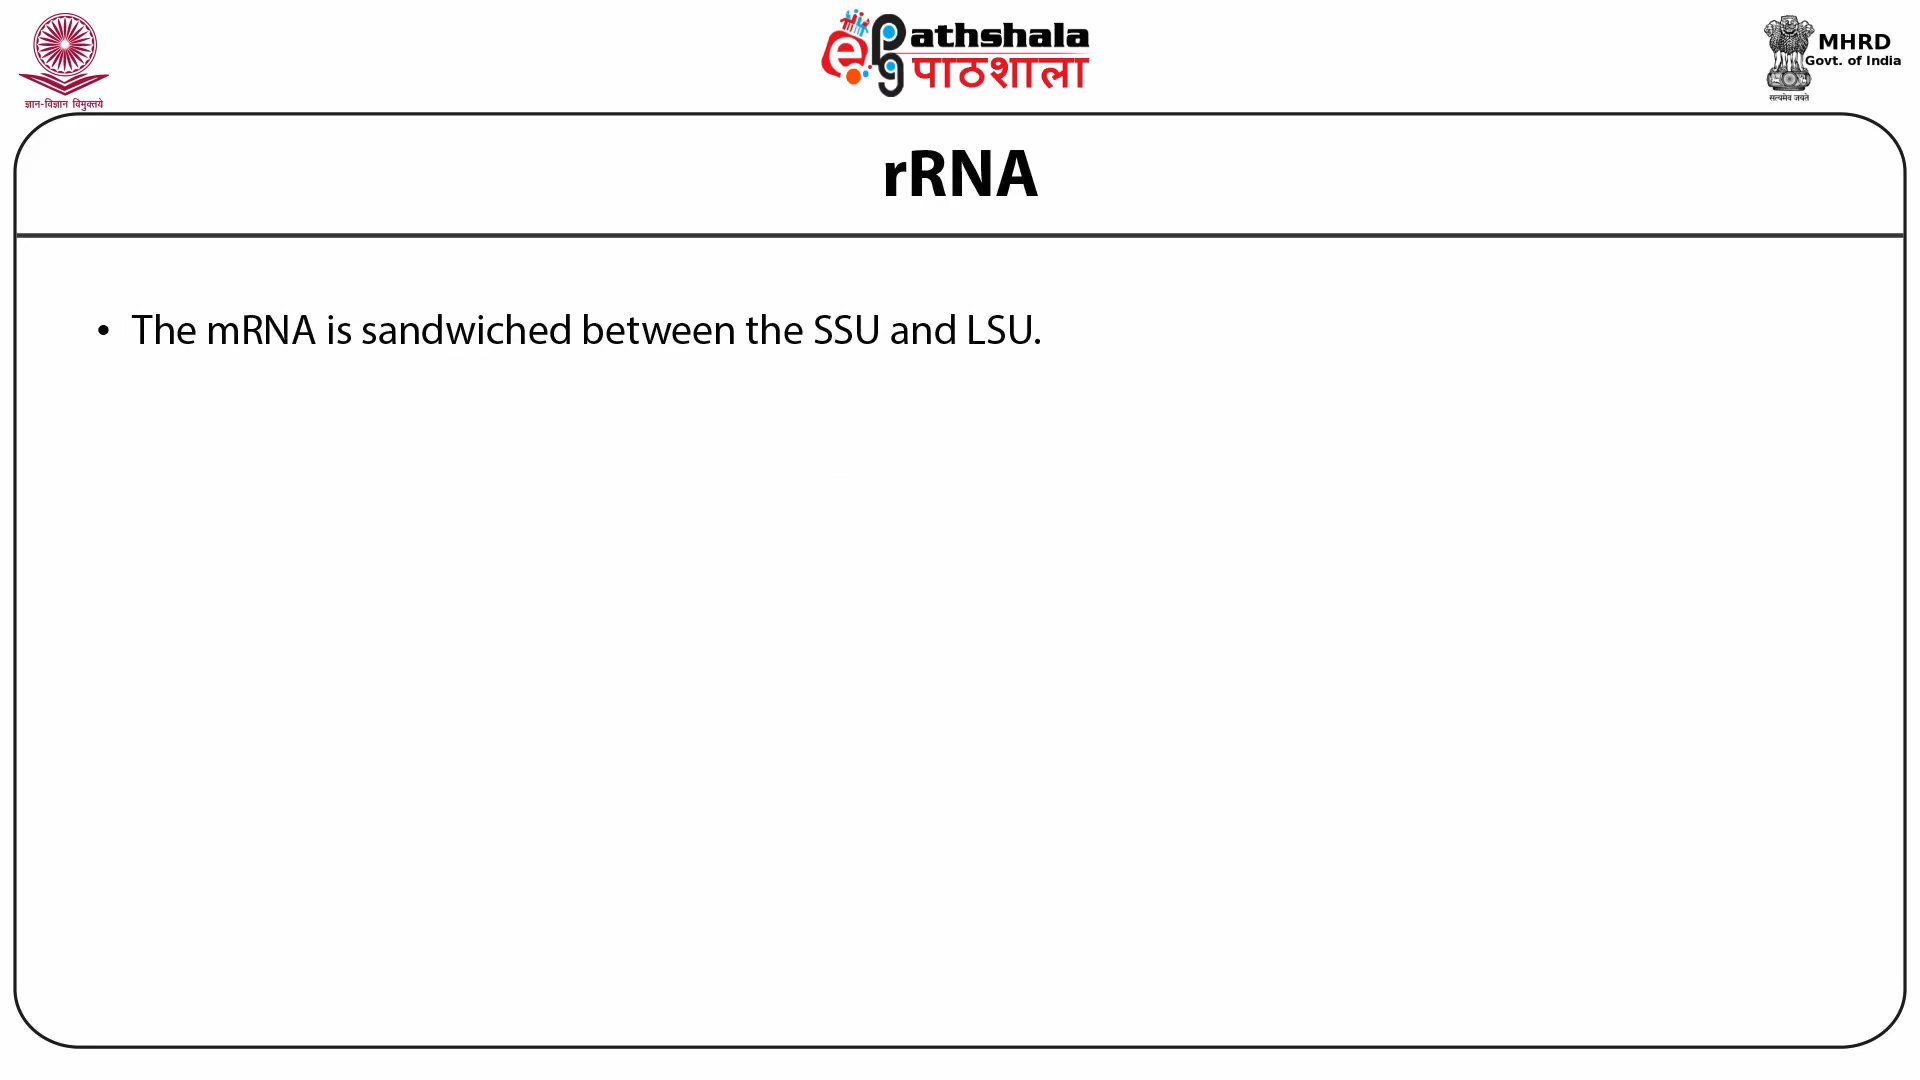 ज्ञान-विज्ञान विमुक्तये
ePathshala
पाठशाला
MHRD
Govt. of India
सत्यमेव जयते
rRNA
• The mRNA is sandwiched between the SSU and LSU.